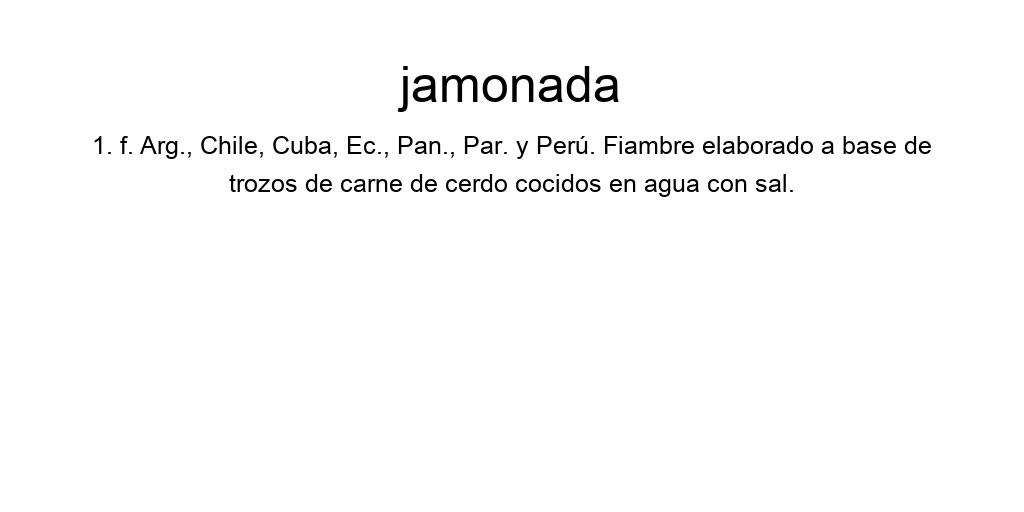 jamonada
1. f. Arg., Chile, Cuba, Ec., Pan., Par. y Perú. Fiambre elaborado a base de
trozos de carne de cerdo cocidos en agua con sal.